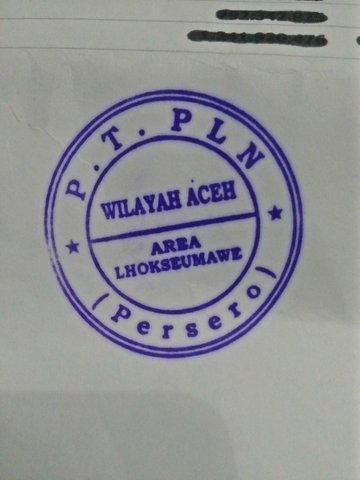 P.T. PLN
WILAYAH ACEH
AREA
LHOKSEUMAWE
(Persero)